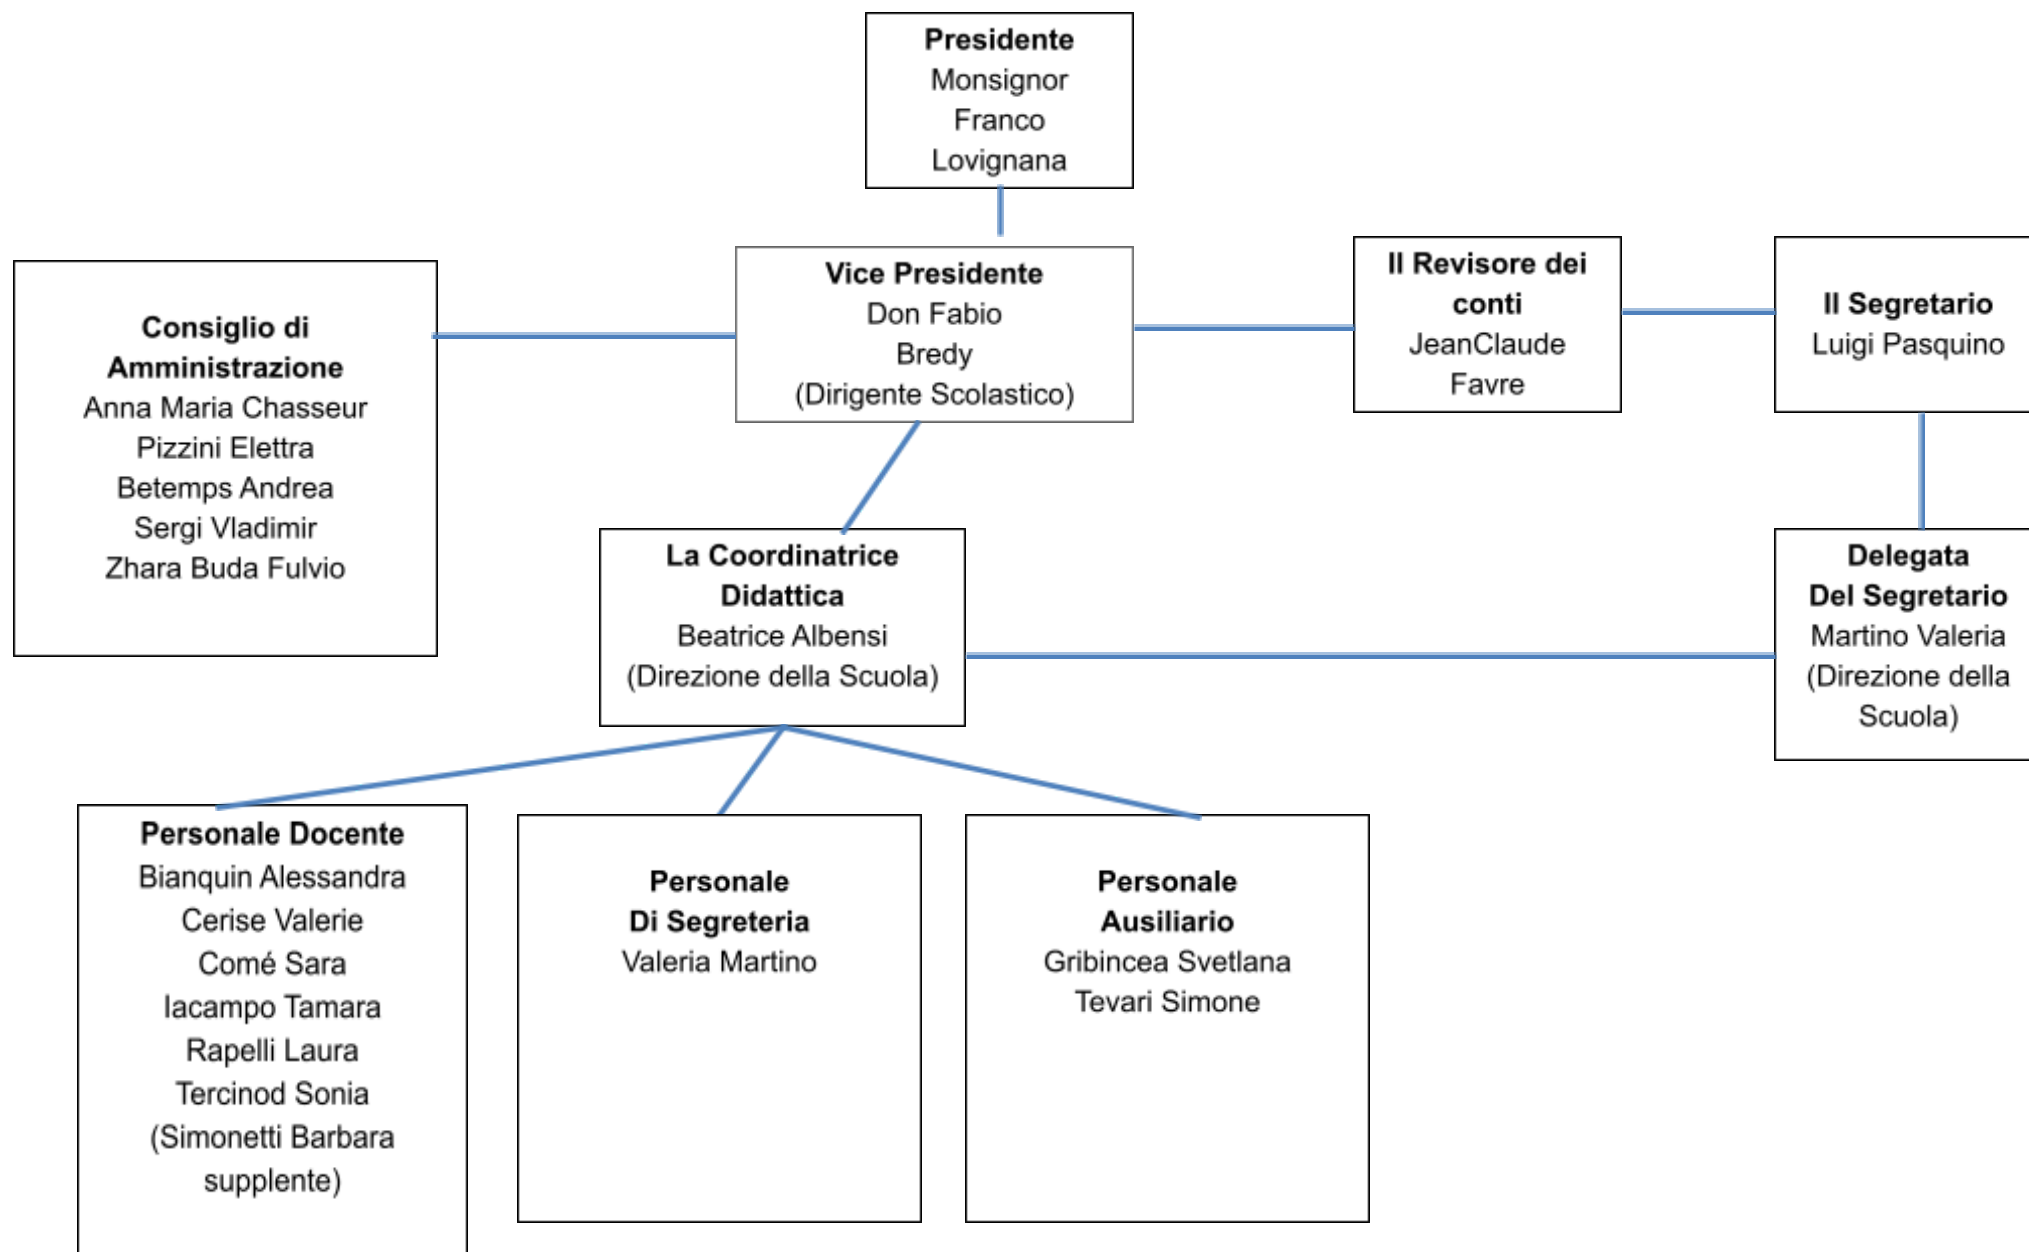 Presidente
Monsignor
Franco
Lovignana
Consiglio di
Amministrazione
Anna Maria Chasseur
Pizzini Elettra
Betemps Andrea
Sergi Vladimir
Zhara Buda Fulvio
Vice Presidente
Don Fabio
Bredy
(Dirigente Scolastico)
Il Revisore dei
conti
JeanClaude
Favre
Il Segretario
Luigi Pasquino
La Coordinatrice
Didattica
Beatrice Albensi
(Direzione della Scuola)
Delegata
Del Segretario
Martino Valeria
(Direzione della
Scuola)
Personale Docente
Bianquin Alessandra
Cerise Valerie
Comé Sara
Iacampo Tamara
Rapelli Laura
Tercinod Sonia
(Simonetti Barbara
supplente)
Personale
Di Segreteria
Valeria Martino
Personale
Ausiliario
Gribincea Svetlana
Tevari Simone